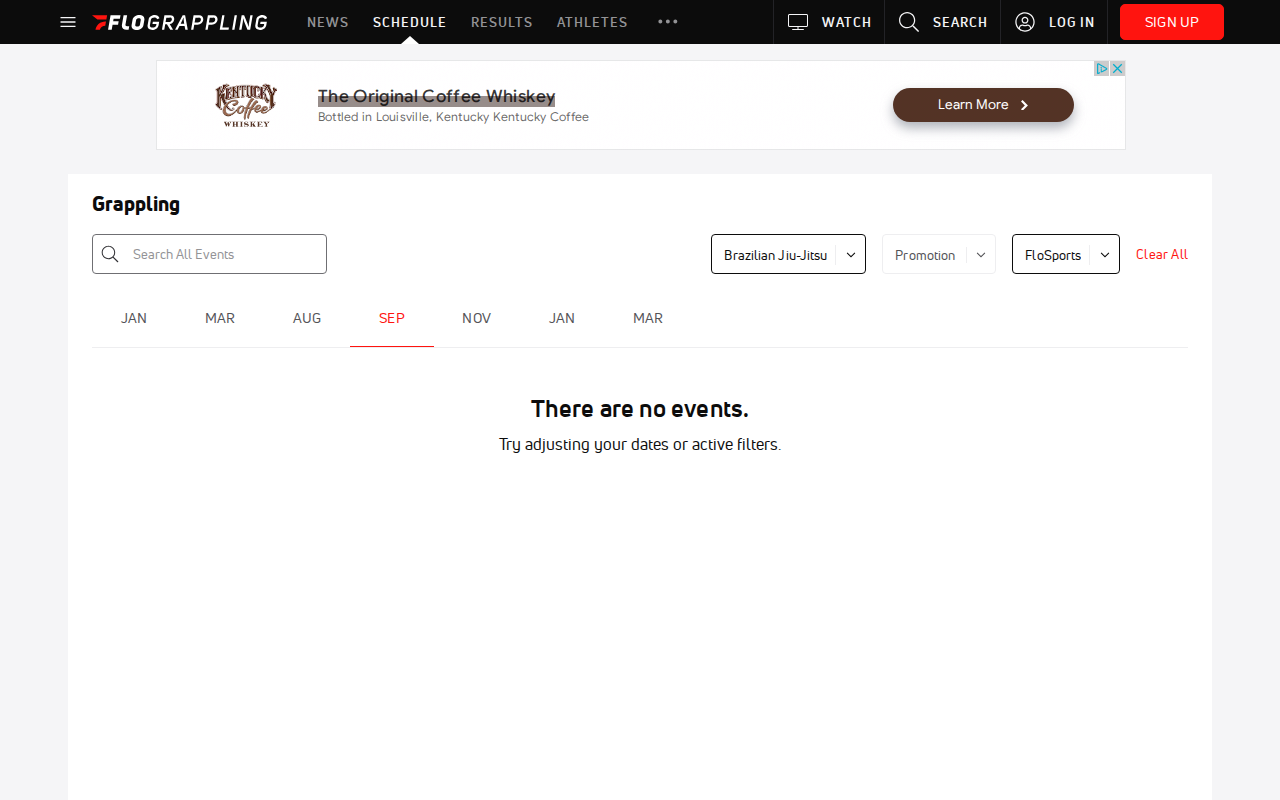 FLOGRAPPLING
NEWS
SCHEDULE
RESULTS
ATHLETES
WATCH
SEARCH
LOG IN
SIGN UP
KENTUCKY
Coffee
WHISKEY
The Original Coffee Whiskey
Bottled in Louisville, Kentucky Kentucky Coffee
Learn More
Grappling
Search All Events
Brazilian Jiu-Jitsu
Promotion
FloSports
Clear All
JAN
MAR
AUG
SEP
NOV
JAN
MAR
There are no events.
Try adjusting your dates or active filters.